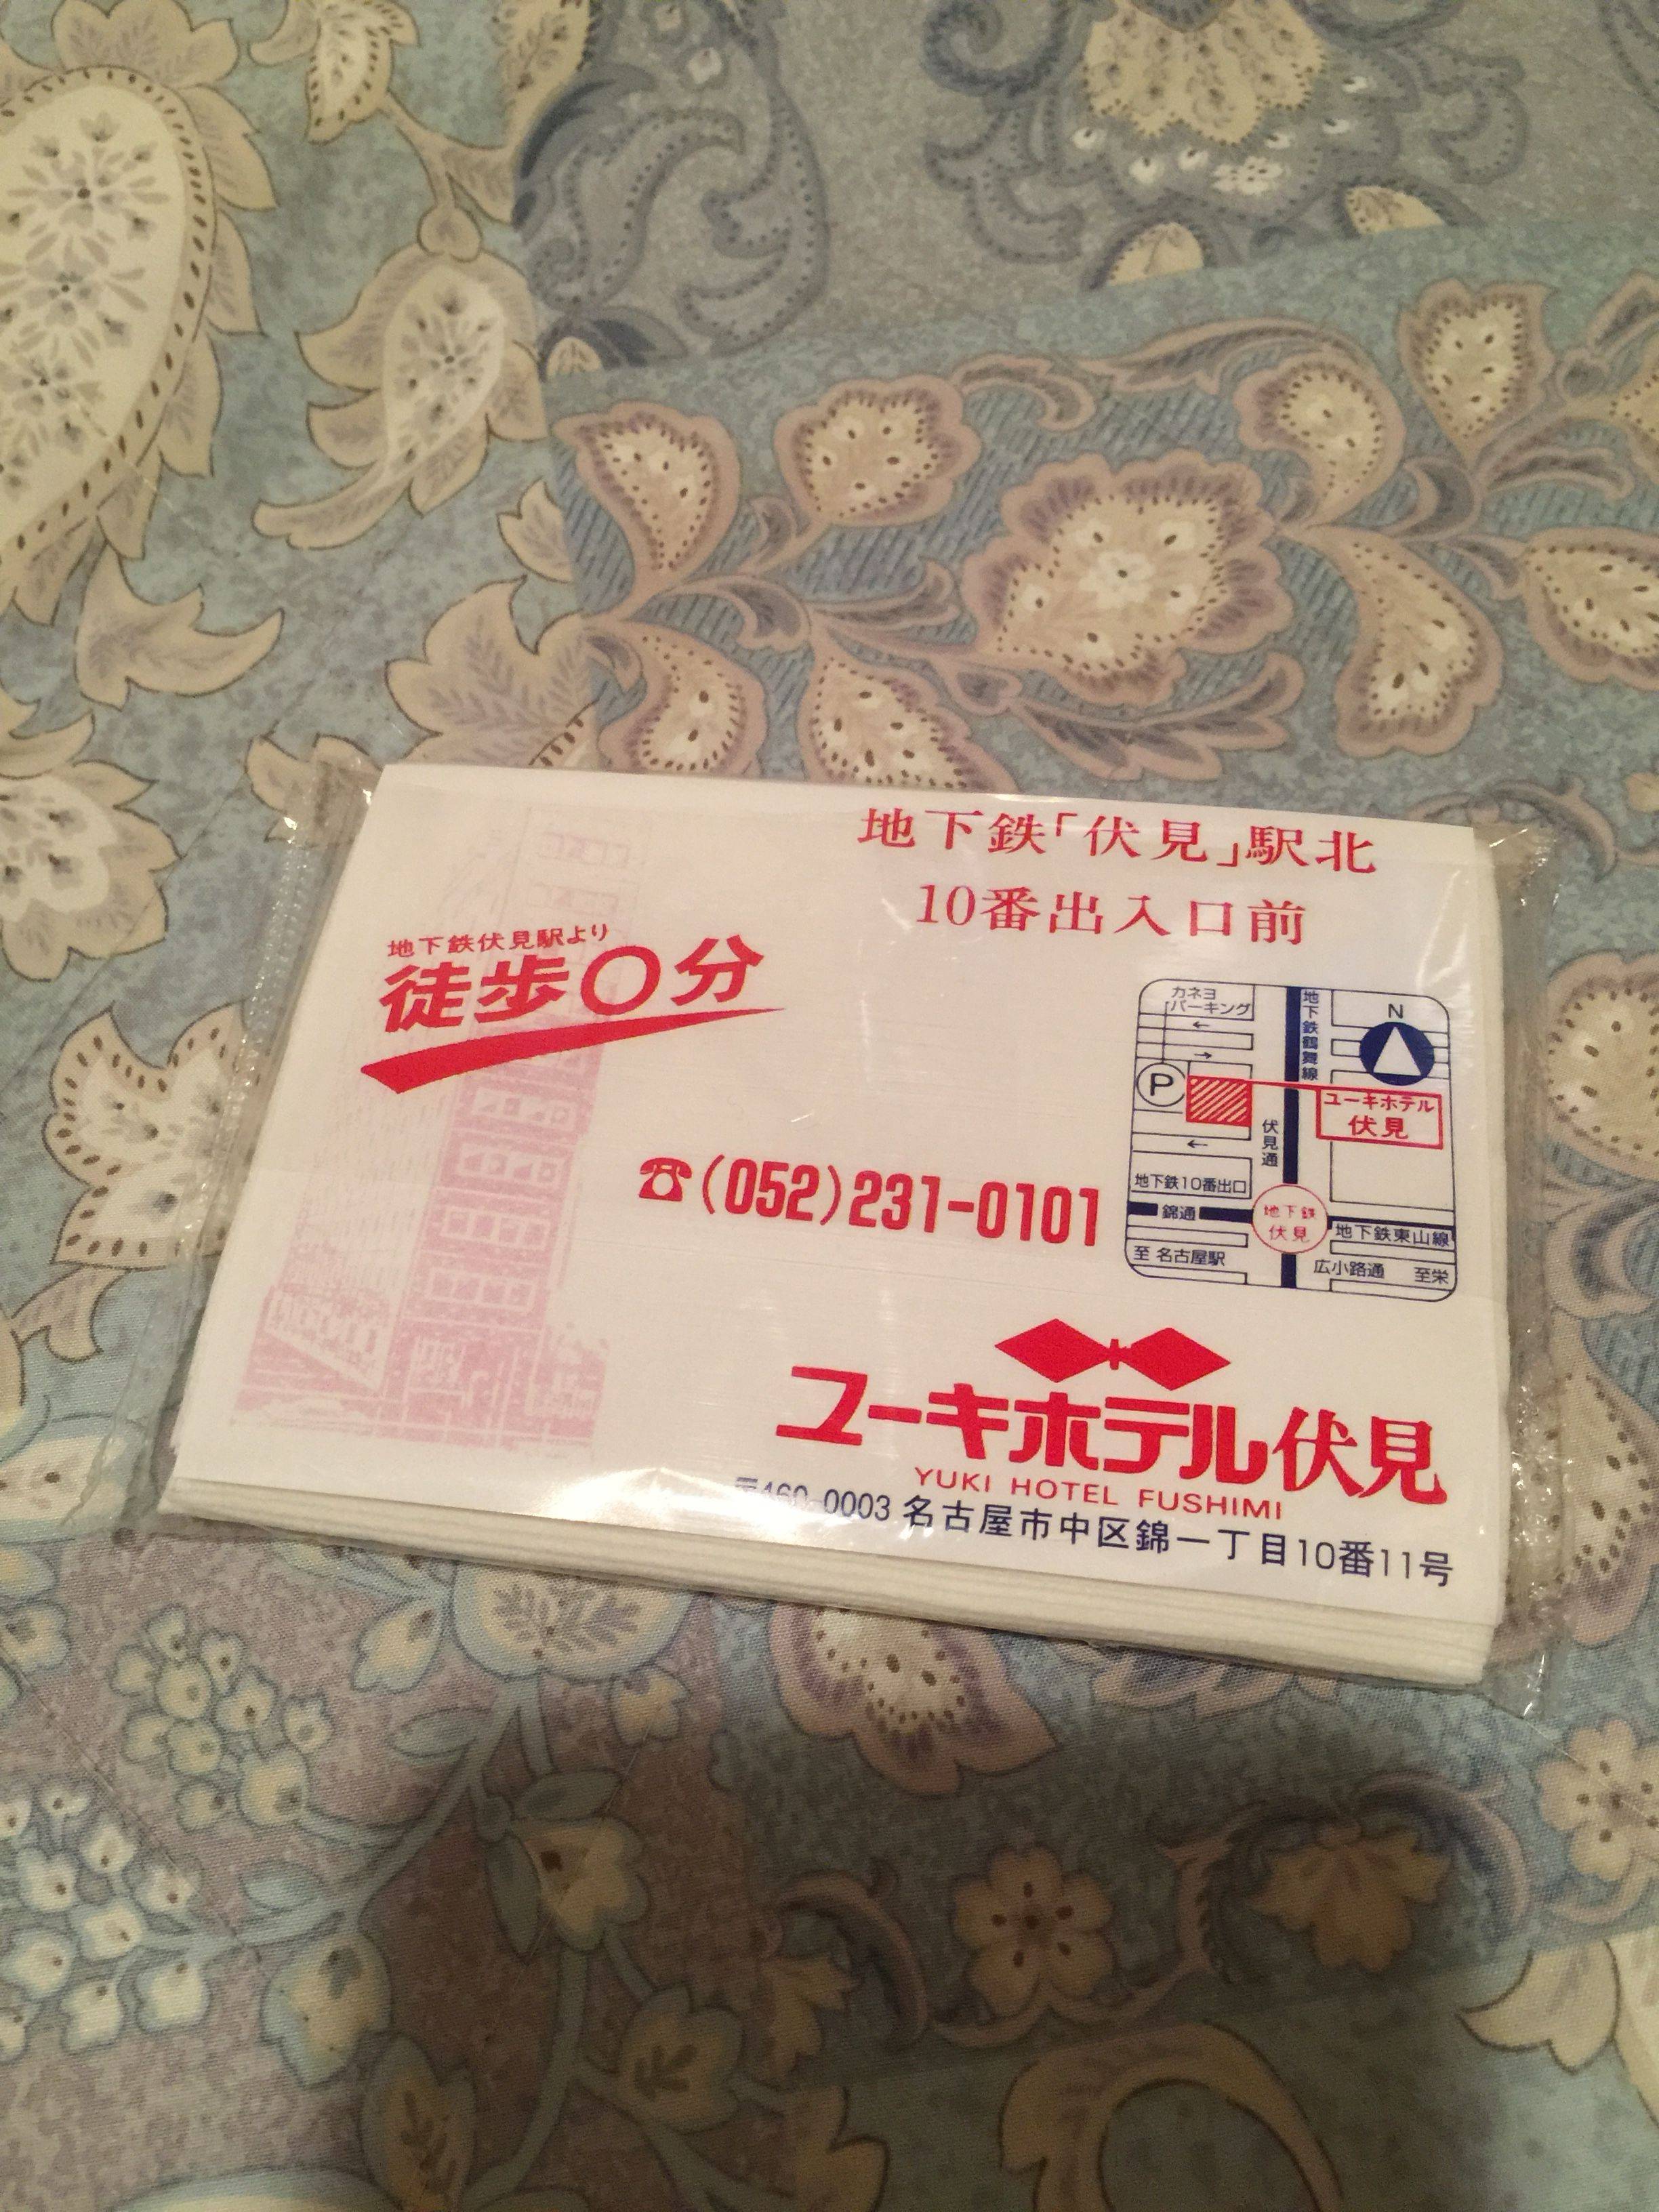 地下鉄「伏見」駅北
10番出入口前
地下鉄伏見駅より
徒歩〇分
カネヨ
パーキング
地下鉄鶴舞線
N
←
→
P
ユーキホテル
伏見
←
伏見通
地下鉄10番出口
錦通
地下鉄
伏見
地下鉄東山線
至 名古屋駅
広小路通
至栄
☎(052)231-0101
ユーキホテル伏見
YUKI HOTEL FUSHIMI
〒460-0003 名古屋市中区錦一丁目10番11号